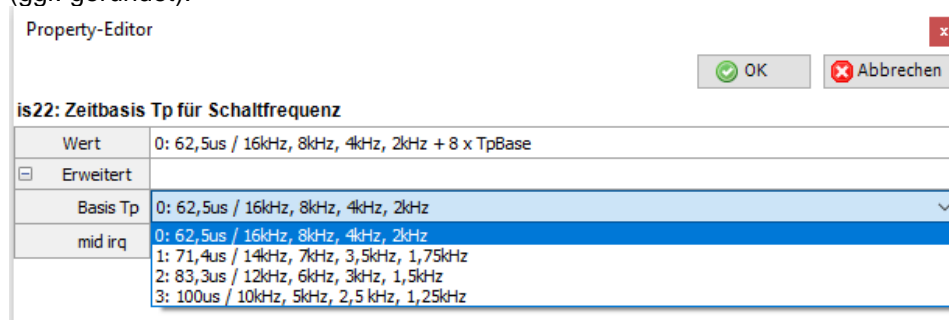 (ggf. gerundet).
Property-Editor
x
OK Abbrechen
is22: Zeitbasis Tp für Schaltfrequenz
Wert 0: 62,5us / 16kHz, 8kHz, 4kHz, 2kHz + 8 x TpBase
Erweitert
Basis Tp 0: 62,5us / 16kHz, 8kHz, 4kHz, 2kHz
mid irq 0: 62,5us / 16kHz, 8kHz, 4kHz, 2kHz
1: 71,4us / 14kHz, 7kHz, 3,5kHz, 1,75kHz
2: 83,3us / 12kHz, 6kHz, 3kHz, 1,5kHz
3: 100us / 10kHz, 5kHz, 2,5 kHz, 1,25kHz